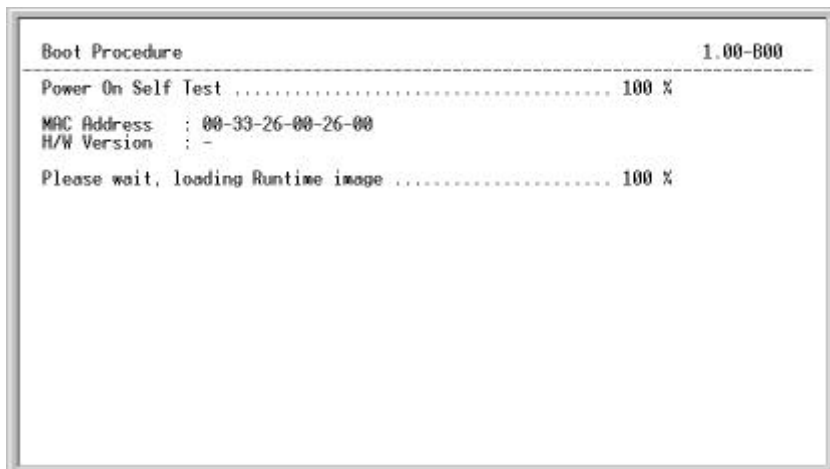 Boot Procedure 1.00-B00
--------------------------------------------------------------------------------
Power On Self Test ........................................ 100 %
MAC Address : 00-33-26-00-26-00
H/W Version : -
Please wait, loading Runtime image ....................... 100 %